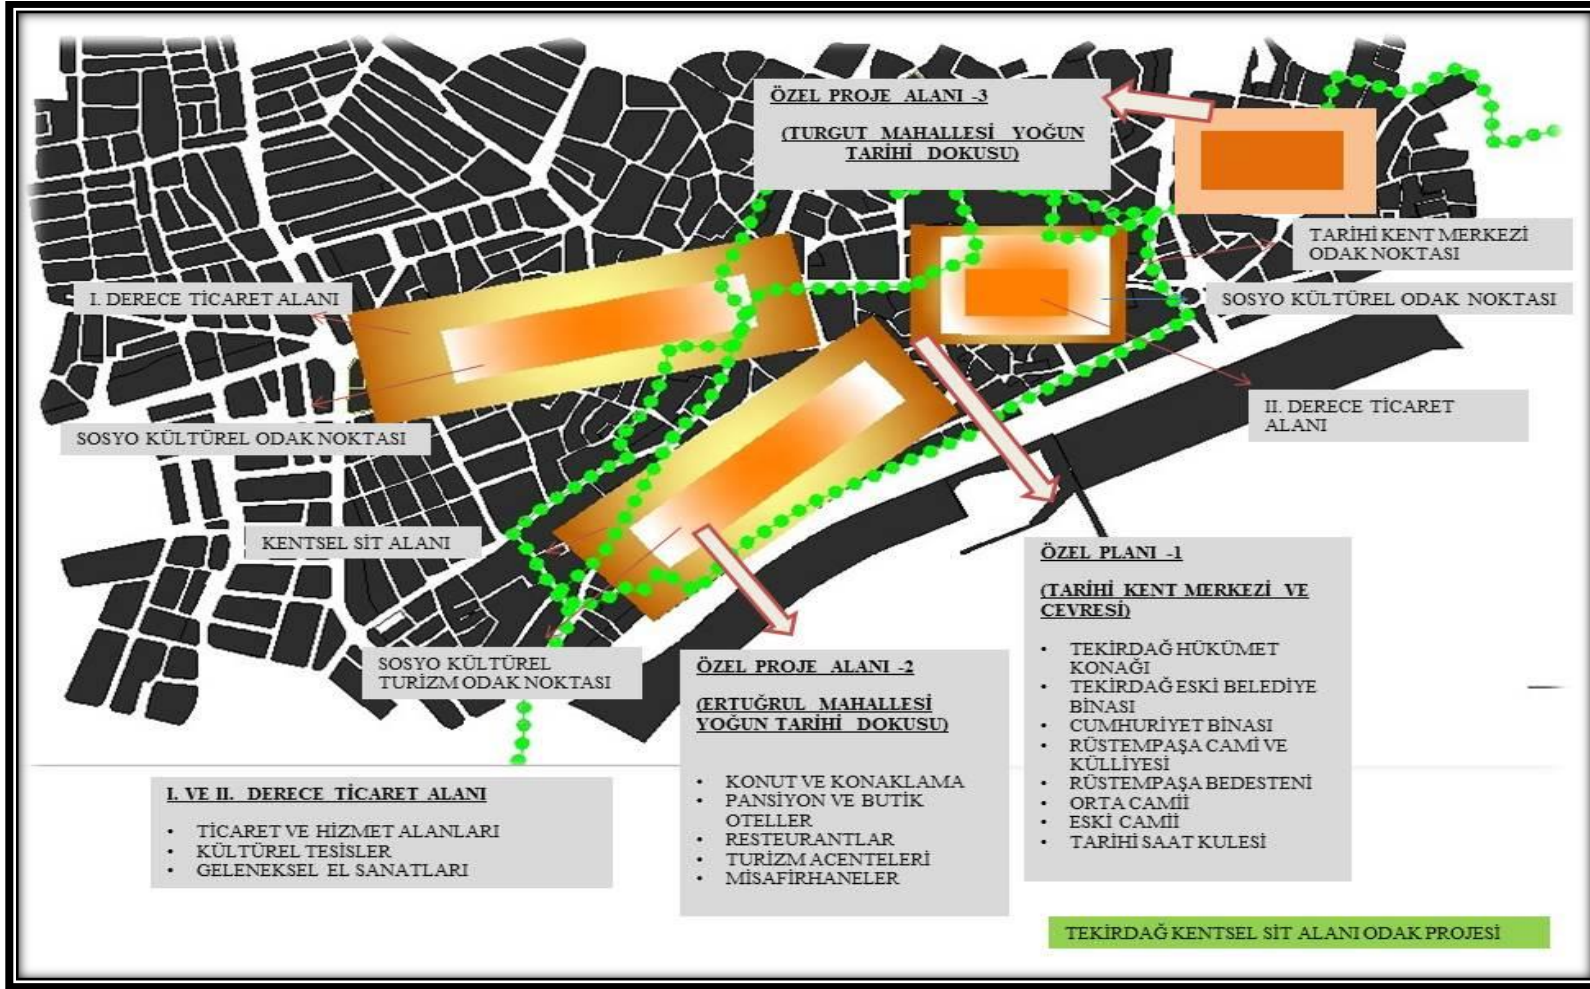 ÖZEL PROJE ALANI -3
(TURGUT MAHALLESİ YOĞUN
TARİHİ DOKUSU)
TARİHİ KENT MERKEZİ
ODAK NOKTASI
I. DERECE TİCARET ALANI
SOSYO KÜLTÜREL ODAK NOKTASI
II. DERECE TİCARET
ALANI
SOSYO KÜLTÜREL ODAK NOKTASI
KENTSEL SİT ALANI
SOSYO KÜLTÜREL
TURİZM ODAK NOKTASI
ÖZEL PROJE ALANI -2
(ERTUĞRUL MAHALLESİ
YOĞUN TARİHİ DOKUSU)
• KONUT VE KONAKLAMA
• PANSİYON VE BUTİK
OTELLER
• RESTEURANTLAR
• TURİZM ACENTELERİ
• MİSAFİRHANELER
ÖZEL PLANI -1
(TARİHİ KENT MERKEZİ VE
CEVRESİ)
• TEKİRDAĞ HÜKÜMET
KONAĞI
• TEKİRDAĞ ESKİ BELEDİYE
BİNASI
• CUMHURİYET BİNASI
• RÜSTEMPAŞA CAMİ VE
KÜLLİYESİ
• RÜSTEMPAŞA BEDESTENİ
• ORTA CAMİİ
• ESKİ CAMİİ
• TARİHİ SAAT KULESİ
I. VE II. DERECE TİCARET ALANI
• TİCARET VE HİZMET ALANLARI
• KÜLTÜREL TESİSLER
• GELENEKSEL EL SANATLARI
TEKİRDAĞ KENTSEL SİT ALANI ODAK PROJESİ